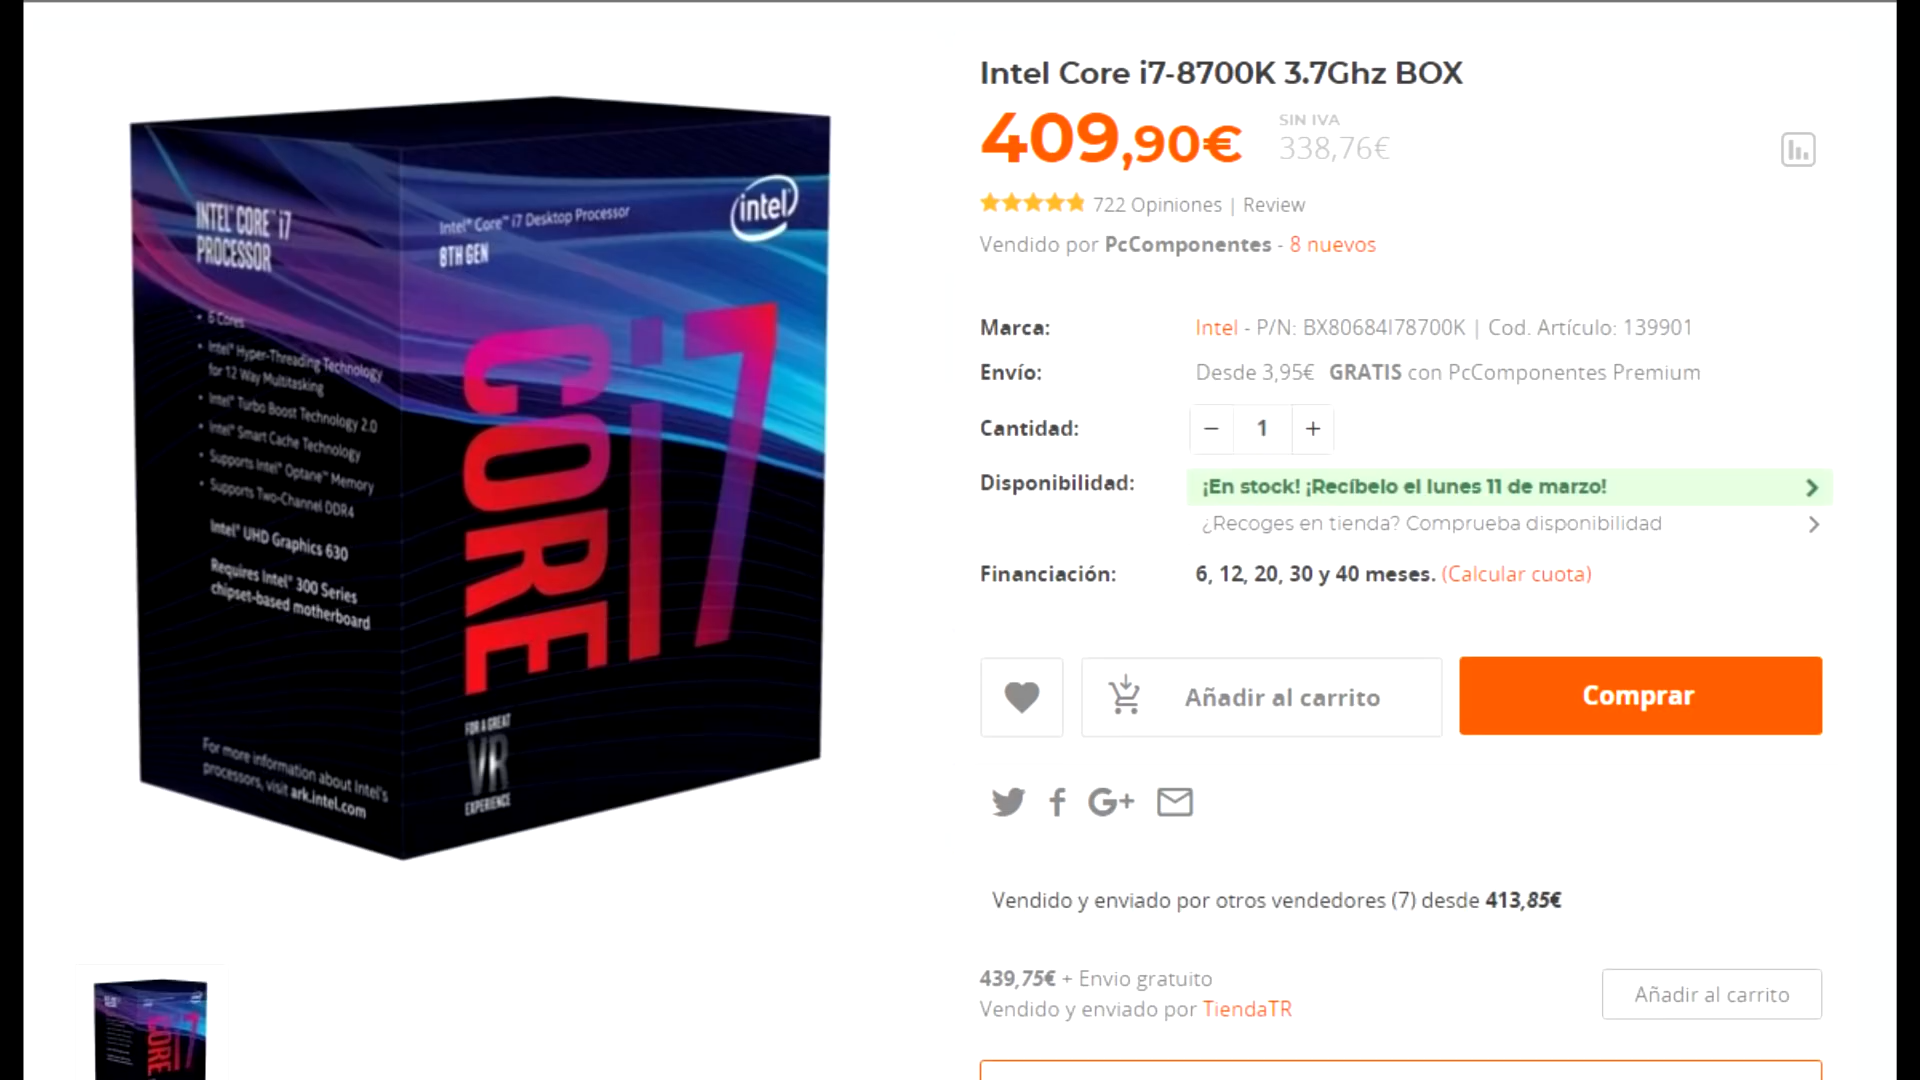 INTEL® CORE™ i7
PROCESSOR
• 6 Cores
• Intel® Hyper-Threading Technology
for 12 Way Multitasking
• Intel® Turbo Boost Technology 2.0
• Intel® Smart Cache Technology
• Supports Intel® Optane™ Memory
• Supports Two-Channel DDR4
Intel® UHD Graphics 630
Requires Intel® 300 Series
chipset-based motherboard
For more information about Intel's
processors, visit ark.intel.com
Intel® Core™ i7 Desktop Processor
8TH GEN
intel
CORE i7
FOR A GREAT
VR
EXPERIENCE
Intel Core i7-8700K 3.7Ghz BOX
409,90€
SIN IVA
338,76€
722 Opiniones | Review
Vendido por PcComponentes - 8 nuevos
Marca: Intel - P/N: BX80684I78700K | Cod. Artículo: 139901
Envío: Desde 3,95€ GRATIS con PcComponentes Premium
Cantidad: − 1 +
Disponibilidad: ¡En stock! ¡Recíbelo el lunes 11 de marzo!
¿Recoges en tienda? Comprueba disponibilidad
Financiación: 6, 12, 20, 30 y 40 meses. (Calcular cuota)
Añadir al carrito
Comprar
f G+
Vendido y enviado por otros vendedores (7) desde 413,85€
439,75€ + Envio gratuito
Vendido y enviado por TiendaTR
Añadir al carrito
CORE i7